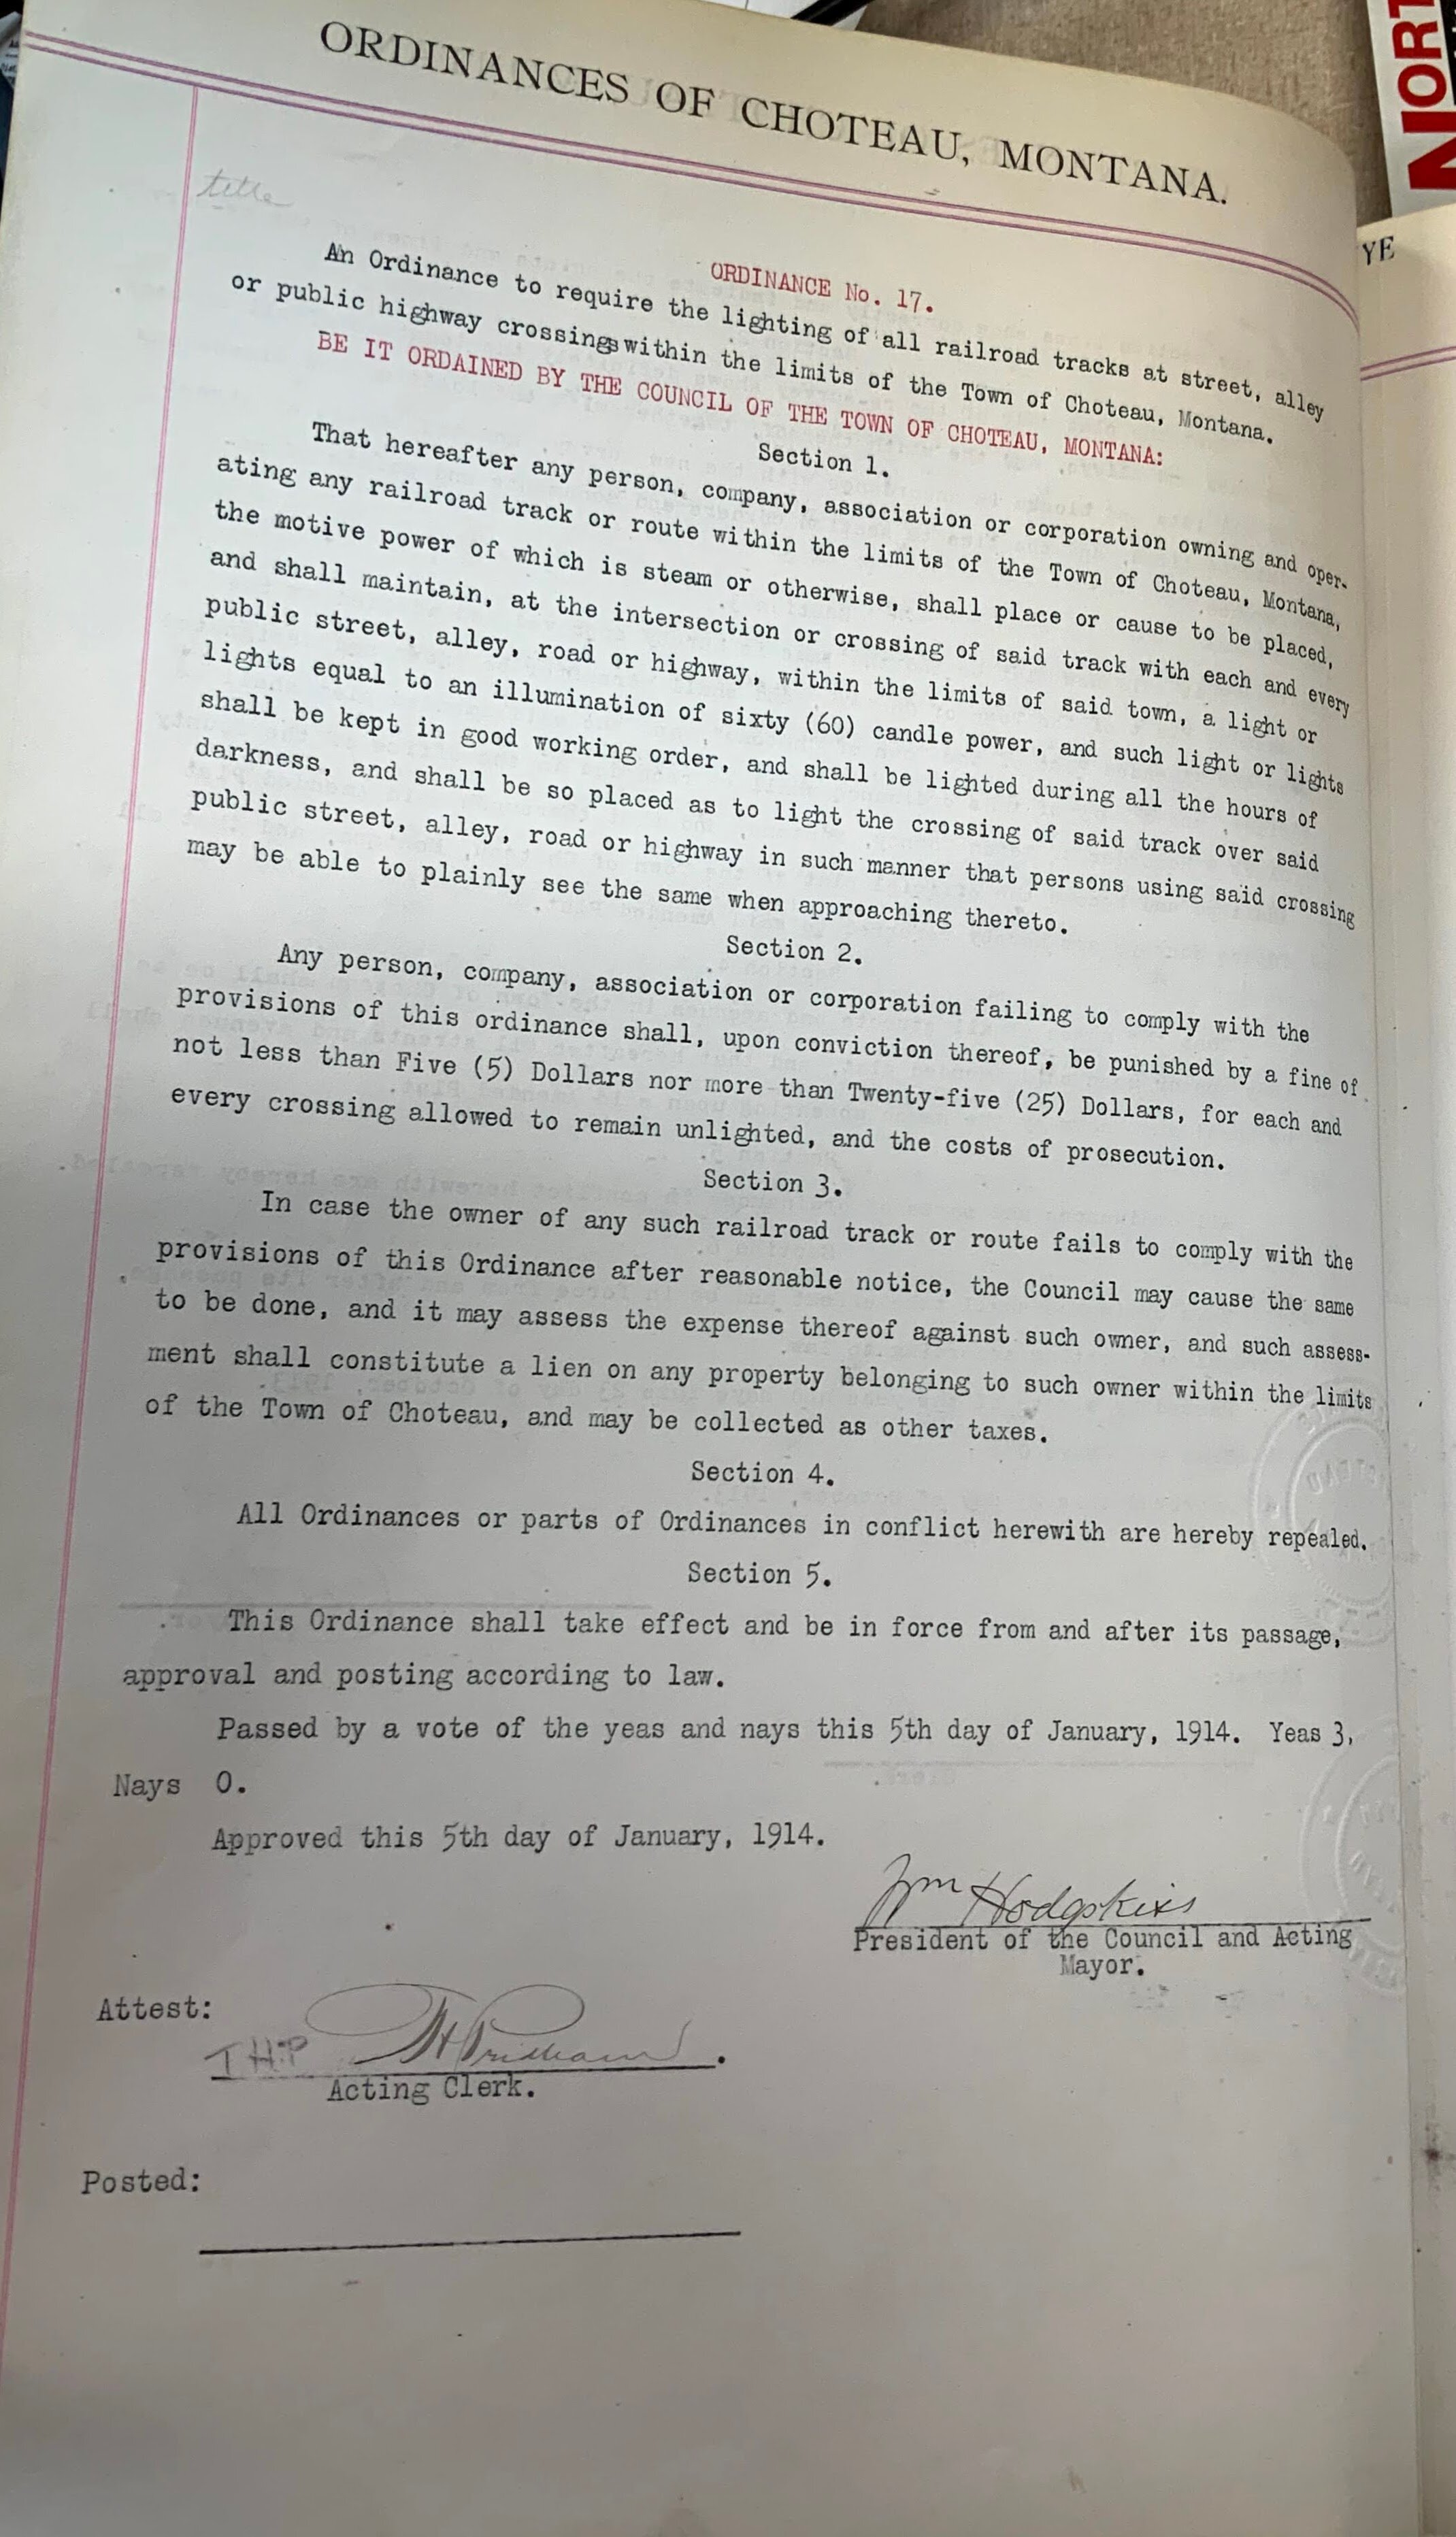 ORDINANCES OF CHOTEAU, MONTANA.
title
ORDINANCE No. 17.
An Ordinance to require the lighting of all railroad tracks at street, alley
or public highway crossings within the limits of the Town of Choteau, Montana.
BE IT ORDAINED BY THE COUNCIL OF THE TOWN OF CHOTEAU, MONTANA:
Section 1.
That hereafter any person, company, association or corporation owning and oper-
ating any railroad track or route within the limits of the Town of Choteau, Montana,
the motive power of which is steam or otherwise, shall place or cause to be placed,
and shall maintain, at the intersection or crossing of said track with each and every
public street, alley, road or highway, within the limits of said town, a light or
lights equal to an illumination of sixty (60) candle power, and such light or lights
shall be kept in good working order, and shall be lighted during all the hours of
darkness, and shall be so placed as to light the crossing of said track over said
public street, alley, road or highway in such manner that persons using said crossing
may be able to plainly see the same when approaching thereto.
Section 2.
Any person, company, association or corporation failing to comply with the
provisions of this ordinance shall, upon conviction thereof, be punished by a fine of
not less than Five (5) Dollars nor more than Twenty-five (25) Dollars, for each and
every crossing allowed to remain unlighted, and the costs of prosecution.
Section 3.
In case the owner of any such railroad track or route fails to comply with the
provisions of this Ordinance after reasonable notice, the Council may cause the same
to be done, and it may assess the expense thereof against such owner, and such assess-
ment shall constitute a lien on any property belonging to such owner within the limits
of the Town of Choteau, and may be collected as other taxes.
Section 4.
All Ordinances or parts of Ordinances in conflict herewith are hereby repealed.
Section 5.
This Ordinance shall take effect and be in force from and after its passage,
approval and posting according to law.
Passed by a vote of the yeas and nays this 5th day of January, 1914. Yeas 3,
Nays 0.
Approved this 5th day of January, 1914.
Wm Hodgskiss
President of the Council and Acting
Mayor.
Attest:
T.H.P
Acting Clerk.
Posted:
NORT
YE